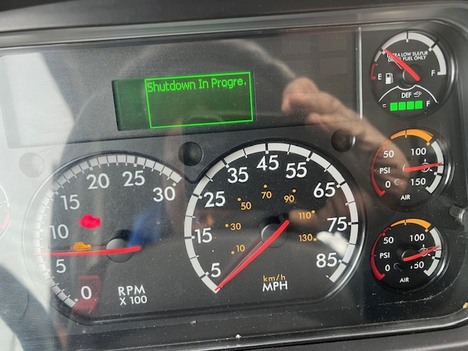 Shutdown In Progre.
ULTRA LOW SULFUR
DIESEL FUEL ONLY
E F
DEF
E F
0 5 10 15 20 25 30
RPM
X 100
5 15 25 35 45 55 65 75 85
10 30 50 70 90 110 130
km/h
MPH
0 50 100 150
PSI
AIR
0 50 100 150
PSI
AIR